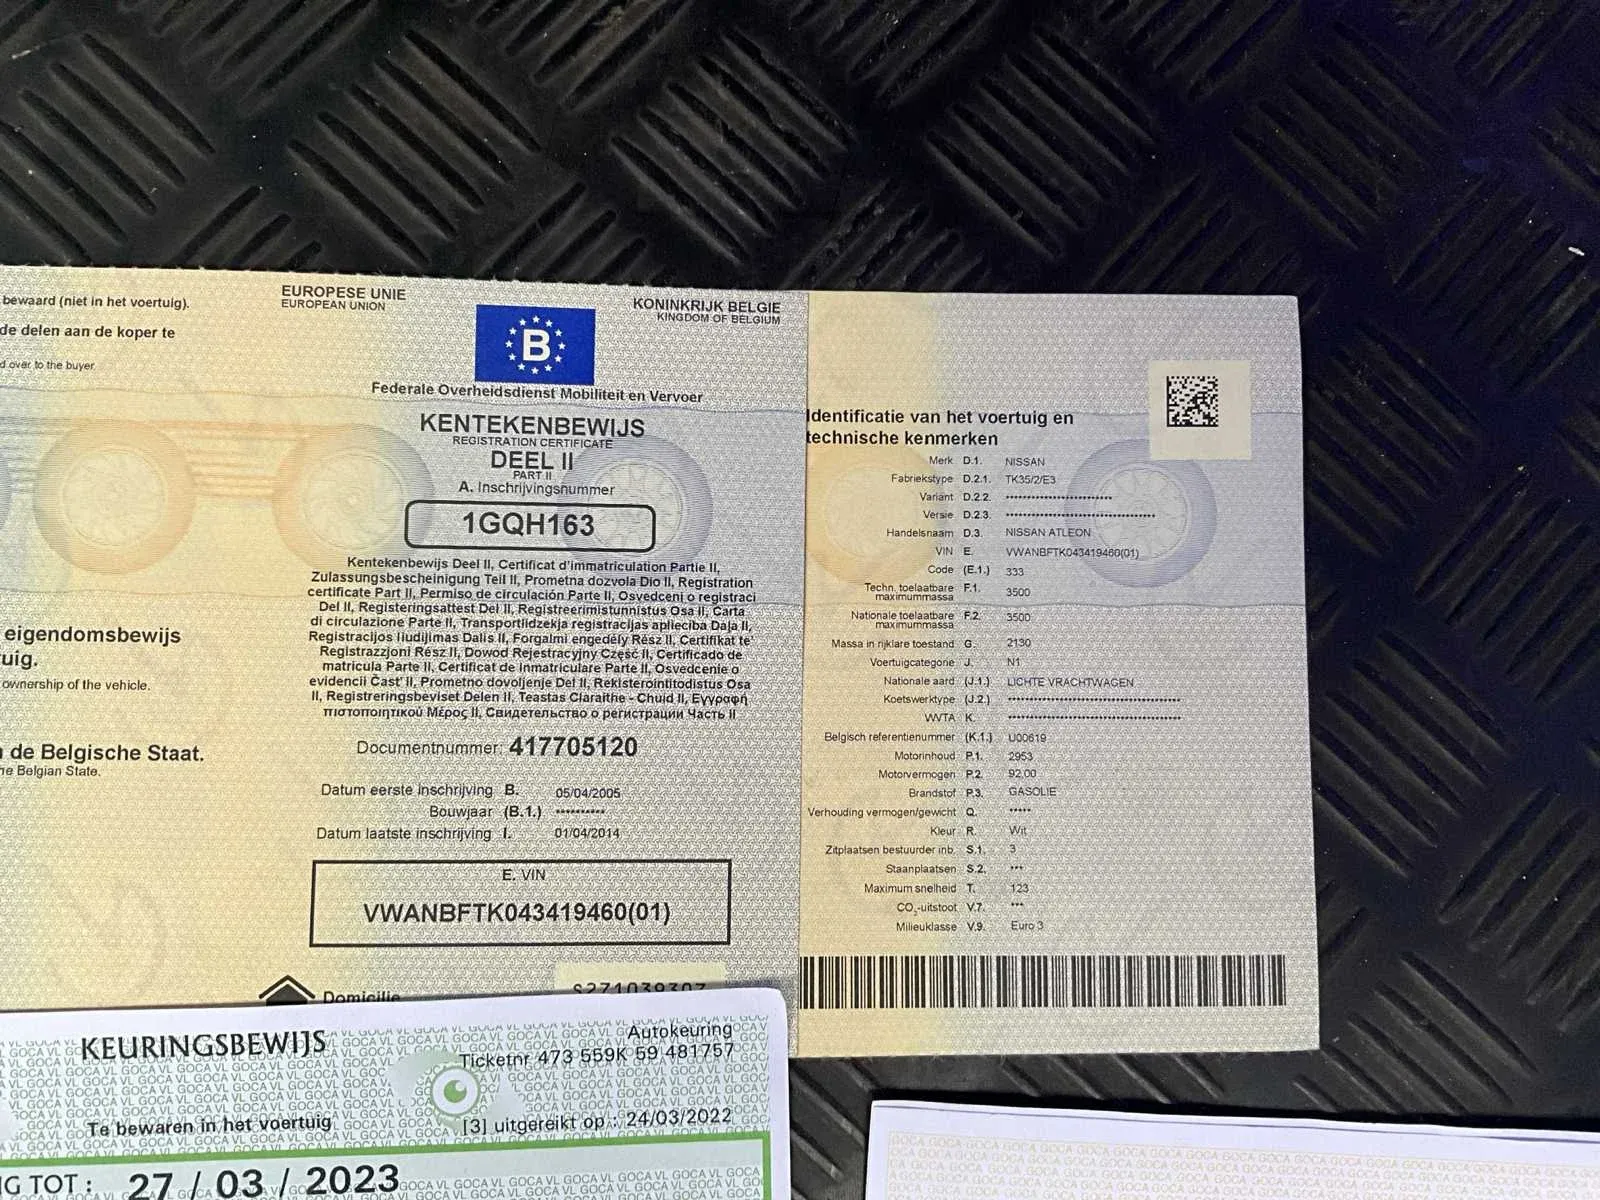 bewaard (niet in het voertuig).
de delen aan de koper te
d over to the buyer.
eigendomsbewijs
uig.
ownership of the vehicle.
de Belgische Staat.
he Belgian State.
EUROPESE UNIE
EUROPEAN UNION
B
KONINKRIJK BELGIE
KINGDOM OF BELGIUM
Federale Overheidsdienst Mobiliteit en Vervoer
KENTEKENBEWIJS
REGISTRATION CERTIFICATE
DEEL II
PART II
A. Inschrijvingsnummer
1GQH163
Kentekenbewijs Deel II, Certificat d'immatriculation Partie II,
Zulassungsbescheinigung Teil II, Prometna dozvola Dio II, Registration
certificate Part II, Permiso de circulación Parte II, Osvedceni o registraci
Del II, Registeringsattest Del II, Registreerimistunnistus Osa II, Carta
di circulazione Parte II, Transportlidzekja registracijas apliecíba Daja II,
Registracijos liudijimas Dalis II, Forgalmi engedély Rész II, Certifikat te'
Registrazzjoni Rész II, Dowod Rejestracyjny Część II, Certificado de
matricula Parte II, Certificat de Inmatriculare Parte II, Osvedcenie o
evidencii Čast' II, Prometno dovoljenje Del II, Rekisterointitodistus Osa
II, Registreringsbeviset Delen II, Teastas Claraithe - Chuid II, Εγγραφή
πιστοποιητικού Μέρος II, Свидетельство о регистрации Часть II
Documentnummer: 417705120
Datum eerste inschrijving B. 05/04/2005
Bouwjaar (B.1.) **********
Datum laatste inschrijving I. 01/04/2014
E. VIN
VWANBFTK043419460(01)
Domicilie
S271039307
Identificatie van het voertuig en
technische kenmerken
Merk D.1. NISSAN
Fabriekstype D.2.1. TK35/2/E3
Variant D.2.2. **********************
Versie D.2.3. *******************************
Handelsnaam D.3. NISSAN ATLEON
VIN E. VWANBFTK043419460(01)
Code (E.1.) 333
Techn. toelaatbare F.1. 3500
maximummassa
Nationale toelaatbare F.2. 3500
maximummassa
Massa in rijklare toestand G. 2130
Voertuigcategorie J. N1
Nationale aard (J.1.) LICHTE VRACHTWAGEN
Koetswerktype (J.2.) ***********************************
WVTA K. ***********************************
Belgisch referentienummer (K.1.) U00619
Motorinhoud P.1. 2953
Motorvermogen P.2. 92,00
Brandstof P.3. GASOLIE
Verhouding vermogen/gewicht Q. *****
Kleur R. Wit
Zitplaatsen bestuurder inb. S.1. 3
Staanplaatsen S.2. ***
Maximum snelheid T. 123
CO2-uitstoot V.7. ***
Milieuklasse V.9. Euro 3
KEURINGSBEWIJS
Autokeuring
Ticketnr 473 559K 59 481757
Te bewaren in het voertuig
[3] uitgereikt op : 24/03/2022
G TOT : 27 / 03 / 2023